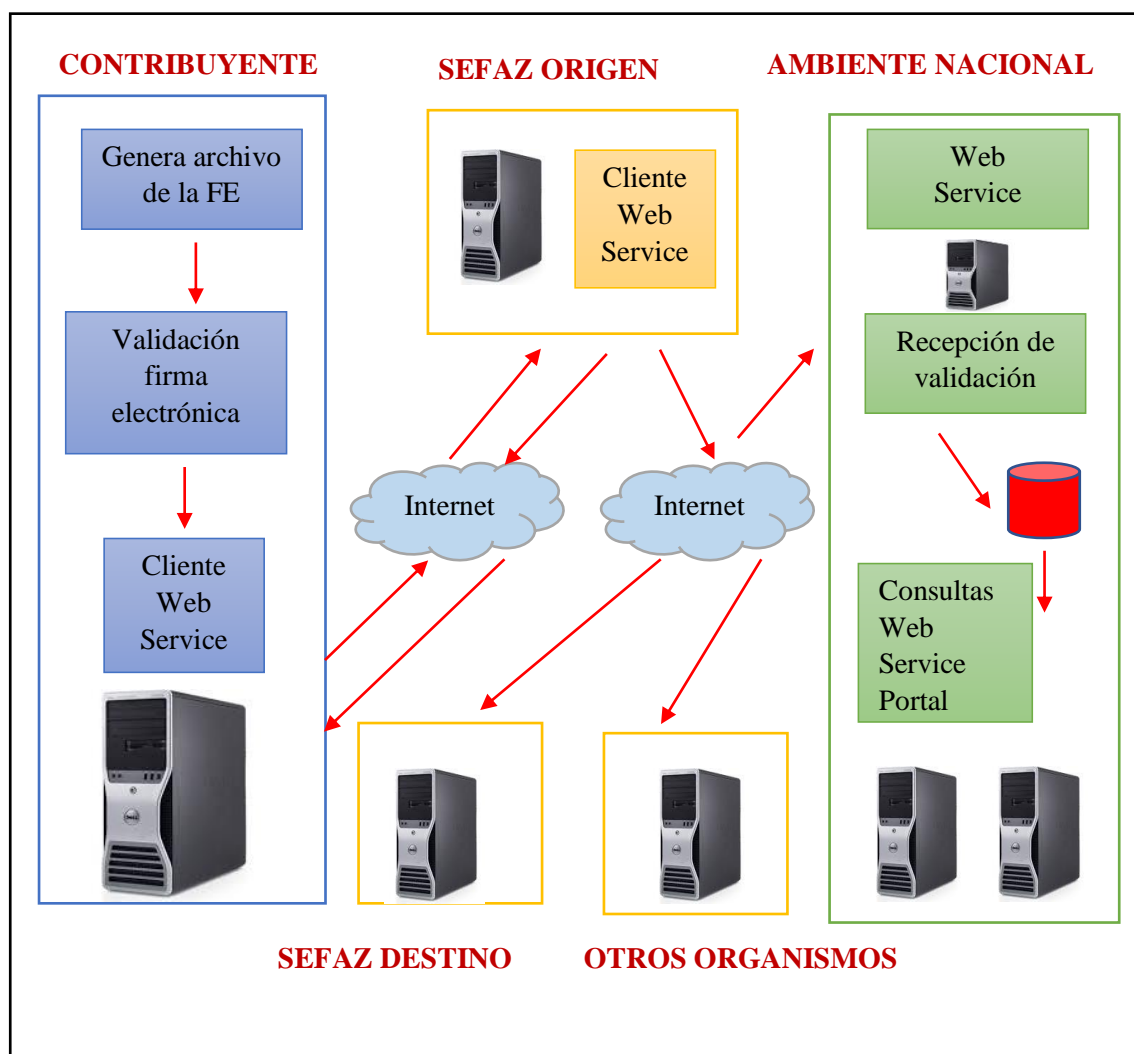 CONTRIBUYENTE
Genera archivo
de la FE
Validación
firma
electrónica
Cliente
Web
Service
SEFAZ ORIGEN
Cliente
Web
Service
Internet
Internet
AMBIENTE NACIONAL
Web
Service
Recepción de
validación
Consultas
Web
Service
Portal
SEFAZ DESTINO
OTROS ORGANISMOS